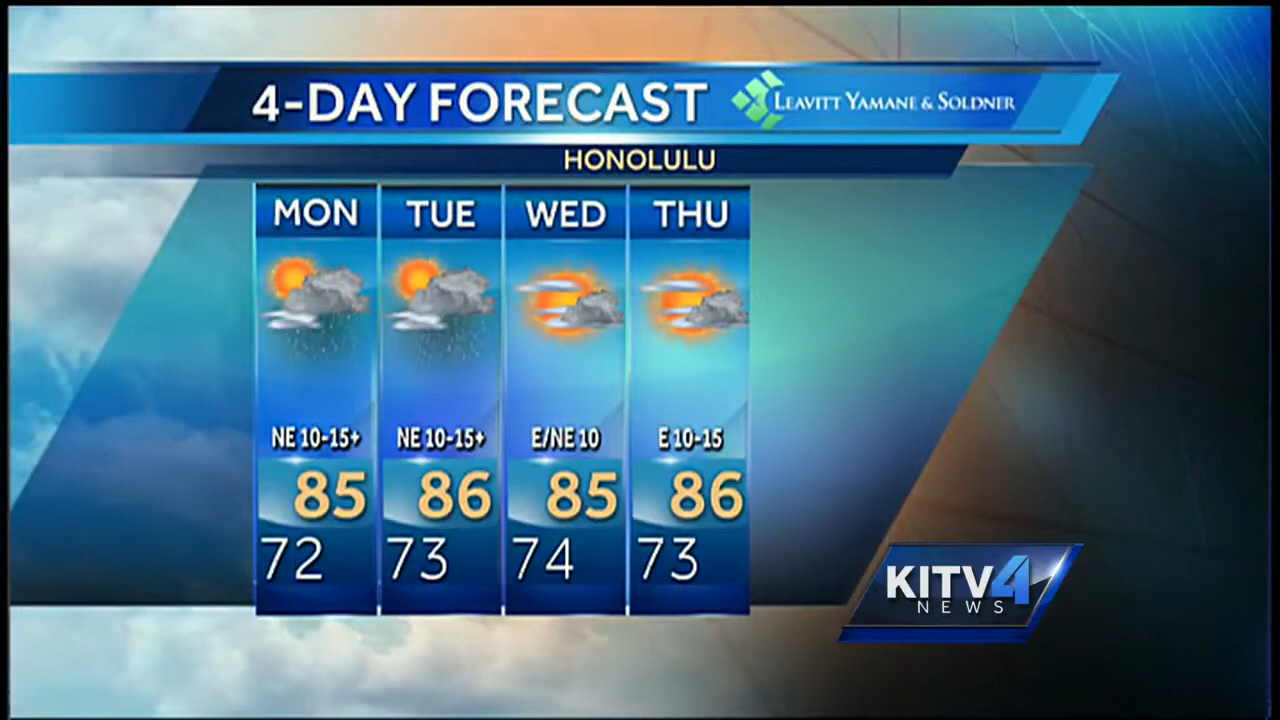 4-DAY FORECAST LEAVITT YAMANE & SOLDNER
HONOLULU
MON TUE WED THU
NE 10-15+ NE 10-15+ E/NE 10 E 10-15
85 86 85 86
72 73 74 73
KITV4
NEWS